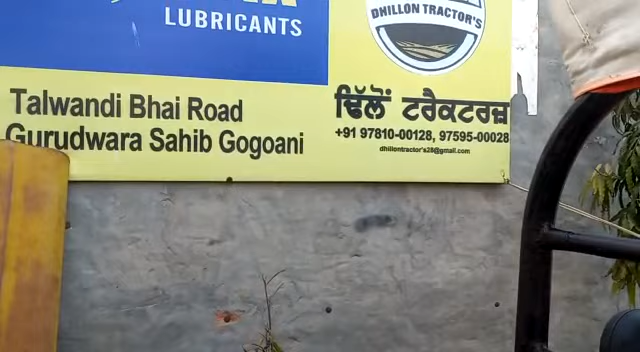 LUBRICANTS
DHILLON TRACTOR'S
Talwandi Bhai Road
Gurudwara Sahib Gogoani
ਢਿੱਲੋਂ ਟਰੈਕਟਰਜ਼
+91 97810-00128, 97595-00028
dhillontractor's28@gmail.com